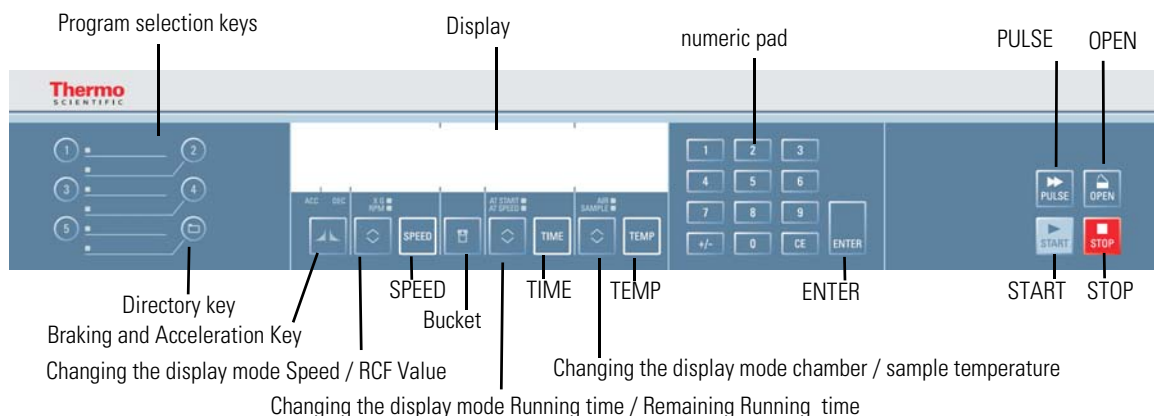 Program selection keys
Display
numeric pad
PULSE
OPEN
Thermo
SCIENTIFIC
1
2
3
4
5
ACC DEC
X G
RPM
AT START
AT SPEED
AIR
SAMPLE
SPEED
TIME
TEMP
1 2 3
4 5 6
7 8 9
+/- 0 CE
ENTER
PULSE
OPEN
START
STOP
Directory key
SPEED
TIME
TEMP
ENTER
START
STOP
Braking and Acceleration Key
Bucket
Changing the display mode Speed / RCF Value
Changing the display mode chamber / sample temperature
Changing the display mode Running time / Remaining Running time